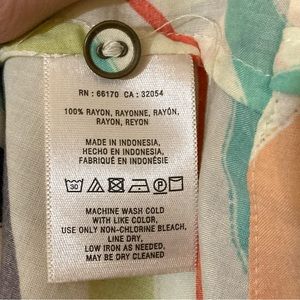 RN : 66170 CA : 32054
100% RAYON, RAYONNE, RAYÓN,
RAYON, REYON
MADE IN INDONESIA,
HECHO EN INDONESIA,
FABRIQUÉ EN INDONÉSIE
30
P
MACHINE WASH COLD
WITH LIKE COLOR,
USE ONLY NON-CHLORINE BLEACH,
LINE DRY,
LOW IRON AS NEEDED,
MAY BE DRY CLEANED